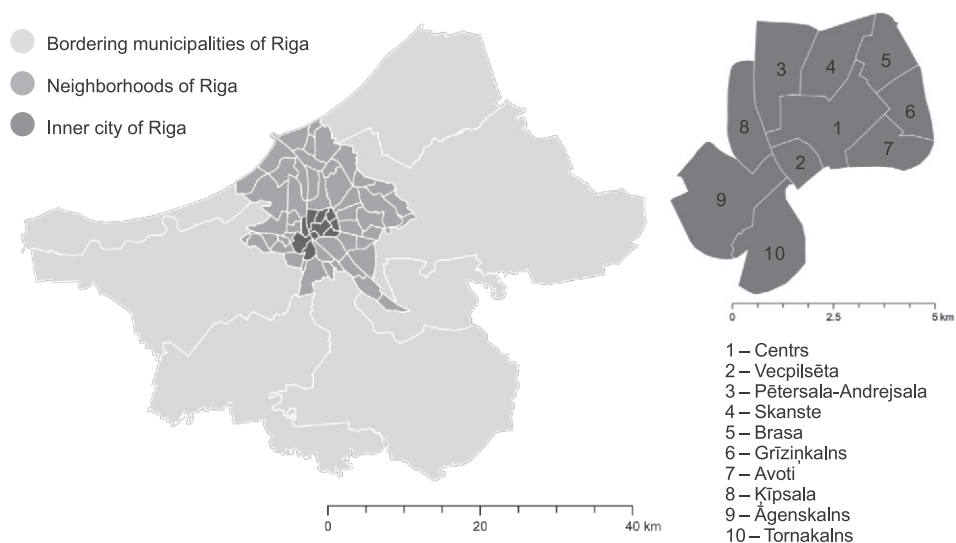 Bordering municipalities of Riga
Neighborhoods of Riga
Inner city of Riga
3
4
5
6
8
1
7
2
9
10
0
2.5
5 km
0
20
40 km
1 – Centrs
2 – Vecpilsēta
3 – Pētersala-Andrejsala
4 – Skanste
5 – Brasa
6 – Grīziņkalns
7 – Avoti
8 – Ķīpsala
9 – Āgenskalns
10 – Tornakalns